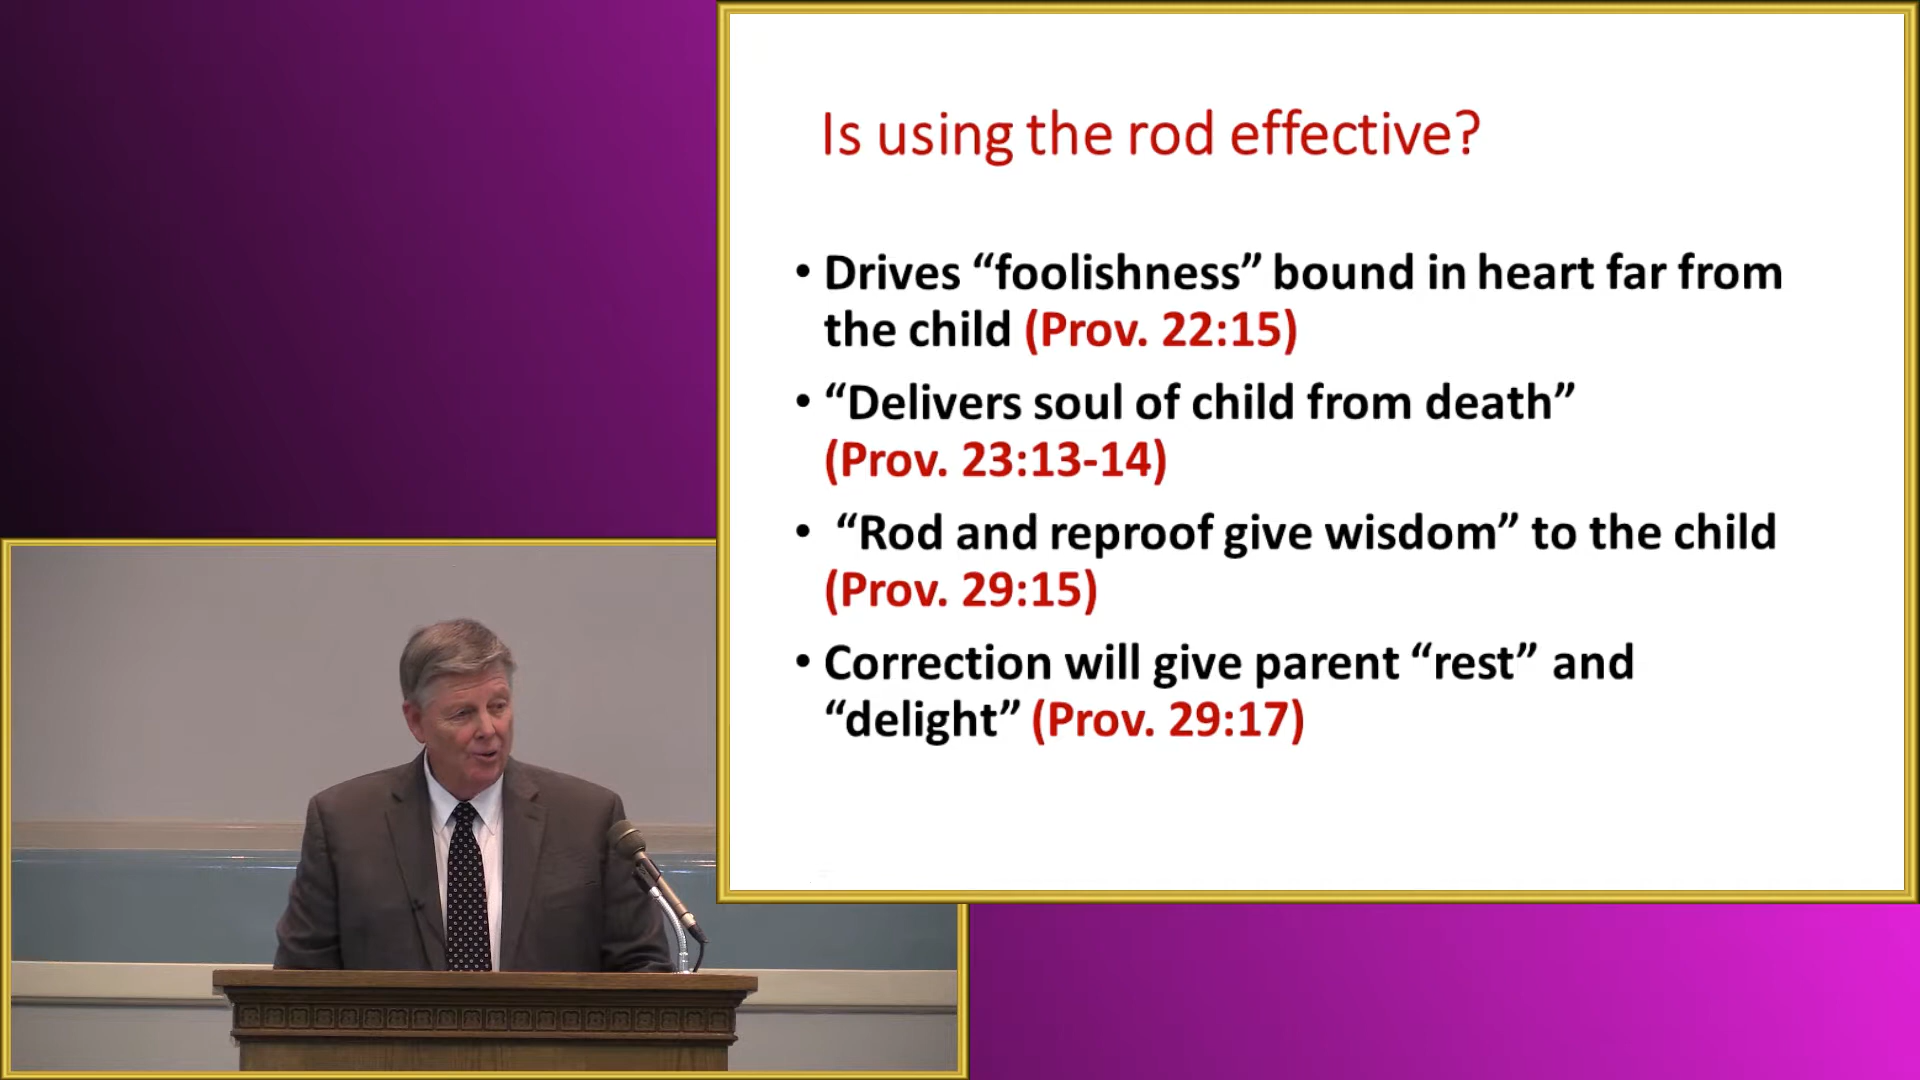 Is using the rod effective?
• Drives “foolishness” bound in heart far from
the child (Prov. 22:15)
• “Delivers soul of child from death”
(Prov. 23:13-14)
• “Rod and reproof give wisdom” to the child
(Prov. 29:15)
• Correction will give parent “rest” and
“delight” (Prov. 29:17)